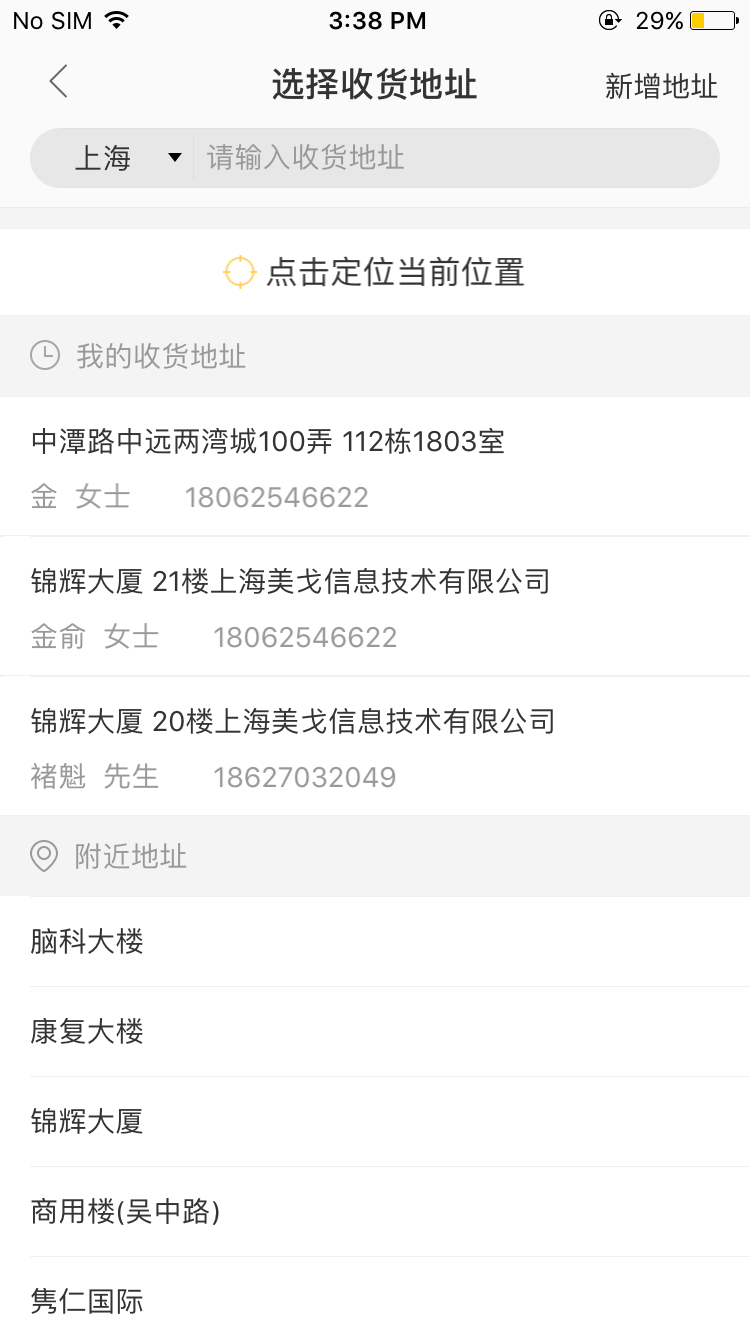 No SIM 3:38 PM 29%
选择收货地址 新增地址
上海 请输入收货地址
点击定位当前位置
我的收货地址
中潭路中远两湾城100弄 112栋1803室
金 女士 18062546622
锦辉大厦 21楼上海美戈信息技术有限公司
金俞 女士 18062546622
锦辉大厦 20楼上海美戈信息技术有限公司
褚魁 先生 18627032049
附近地址
脑科大楼
康复大楼
锦辉大厦
商用楼(吴中路)
隽仁国际